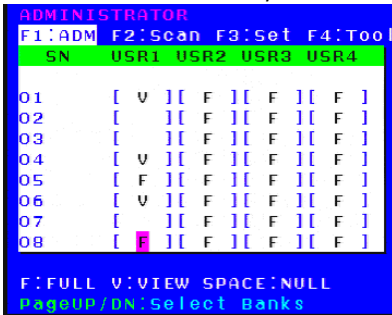 ADMINISTRATOR
F1:ADM F2:Scan F3:Set F4:Tool
SN USR1 USR2 USR3 USR4
01 [ V ][ F ][ F ][ F ]
02 [ ][ F ][ F ][ F ]
03 [ ][ F ][ F ][ F ]
04 [ V ][ F ][ F ][ F ]
05 [ F ][ F ][ F ][ F ]
06 [ V ][ F ][ F ][ F ]
07 [ ][ F ][ F ][ F ]
08 [ F ][ F ][ F ][ F ]
F:FULL V:VIEW SPACE:NULL
PageUP/DN:Select Banks